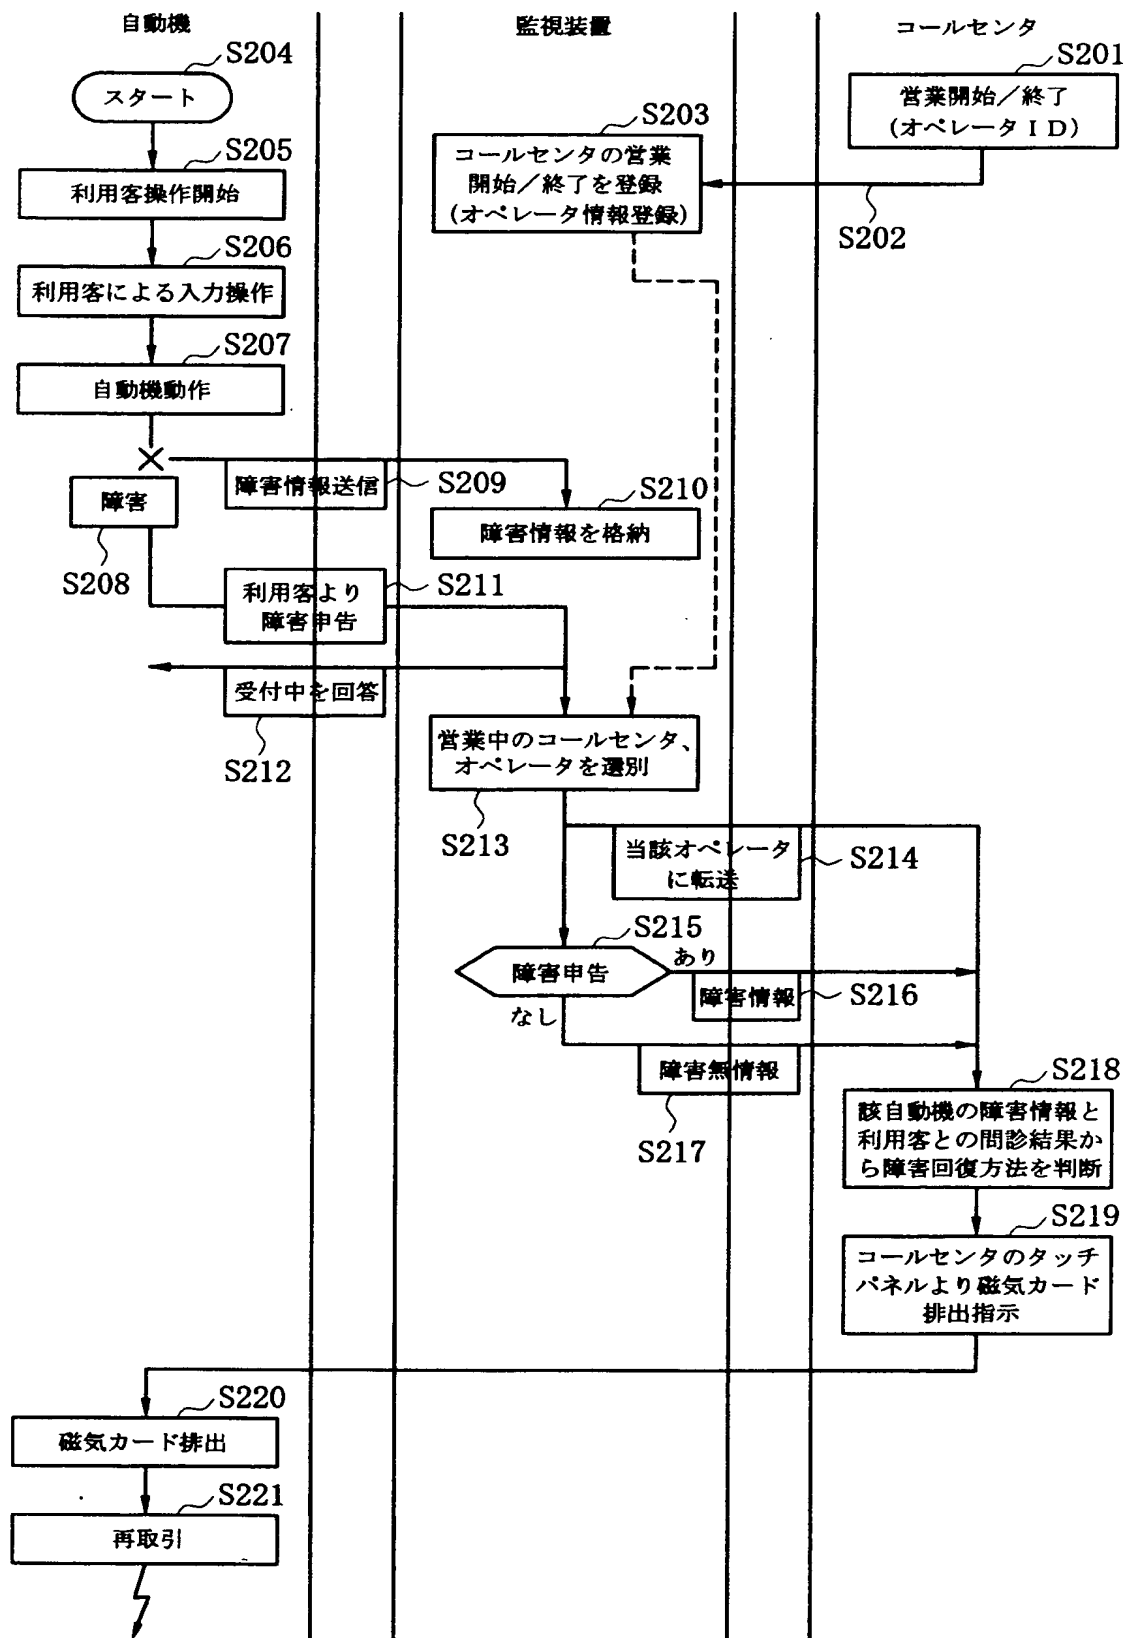 自動機
監視装置
コールセンタ
S204
スタート
S201
営業開始/終了
(オペレータID)
S203
コールセンタの営業
開始/終了を登録
(オペレータ情報登録)
S202
S205
利用客操作開始
S206
利用客による入力操作
S207
自動機動作
障害情報送信
S209
障害
S208
S210
障害情報を格納
利用客より
障害申告
S211
受付中を回答
S212
営業中のコールセンタ、
オペレータを選別
S213
当該オペレータ
に転送
S214
S215
障害申告
あり
なし
障害情報
S216
障害無情報
S217
S218
該自動機の障害情報と
利用客との問診結果か
ら障害回復方法を判断
S219
コールセンタのタッチ
パネルより磁気カード
排出指示
S220
磁気カード排出
S221
再取引